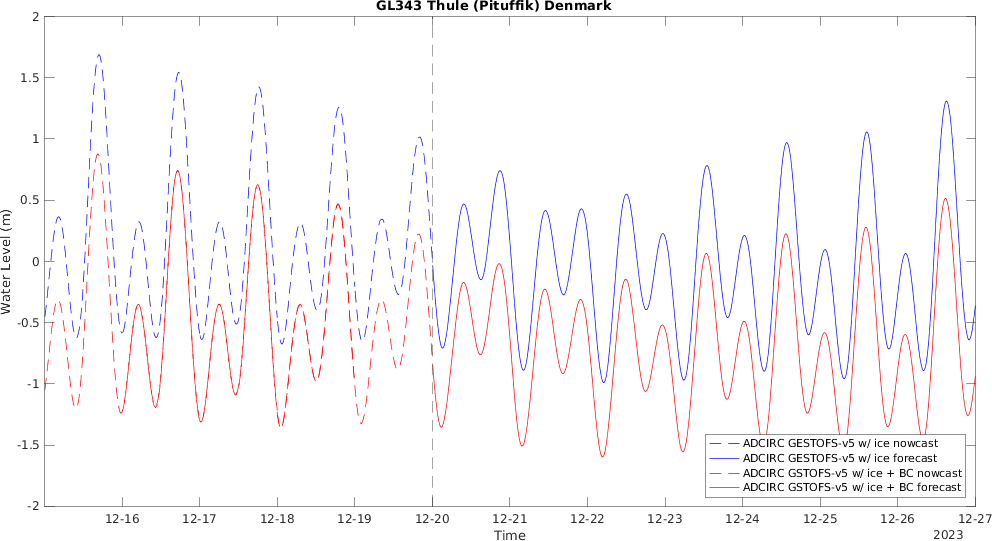 GL343 Thule (Pituffik) Denmark
Water Level (m)
2
1.5
1
0.5
0
-0.5
-1
-1.5
-2
12-16 12-17 12-18 12-19 12-20 12-21 12-22 12-23 12-24 12-25 12-26 12-27
Time
2023
ADCIRC GESTOFS-v5 w/ ice nowcast
ADCIRC GESTOFS-v5 w/ ice forecast
ADCIRC GSTOFS-v5 w/ ice + BC nowcast
ADCIRC GSTOFS-v5 w/ ice + BC forecast